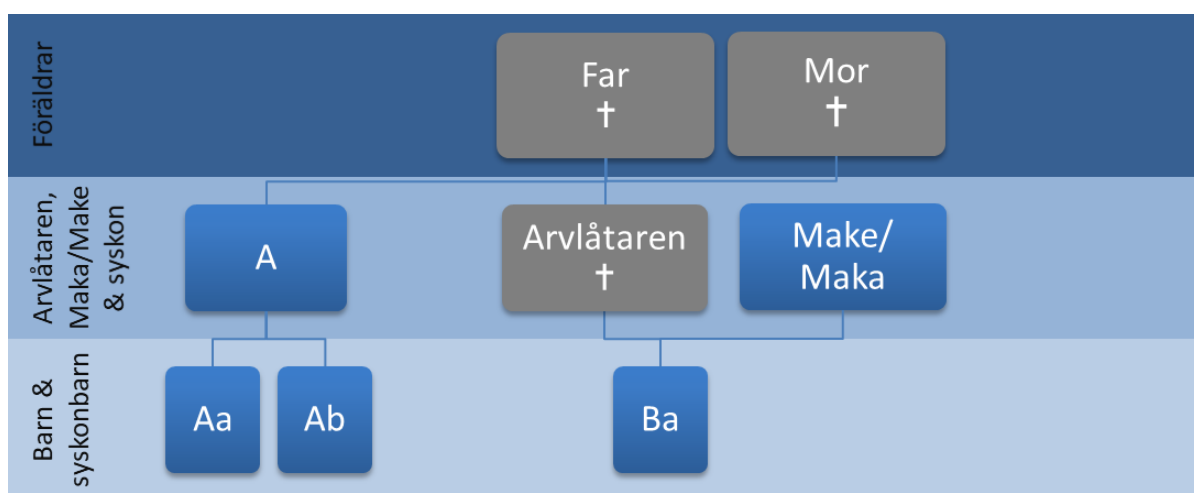 Föräldrar
Far
†
Mor
†
Arvlåtaren,
Maka/Make
& syskon
A
Arvlåtaren
†
Make/
Maka
Barn &
syskonbarn
Aa
Ab
Ba